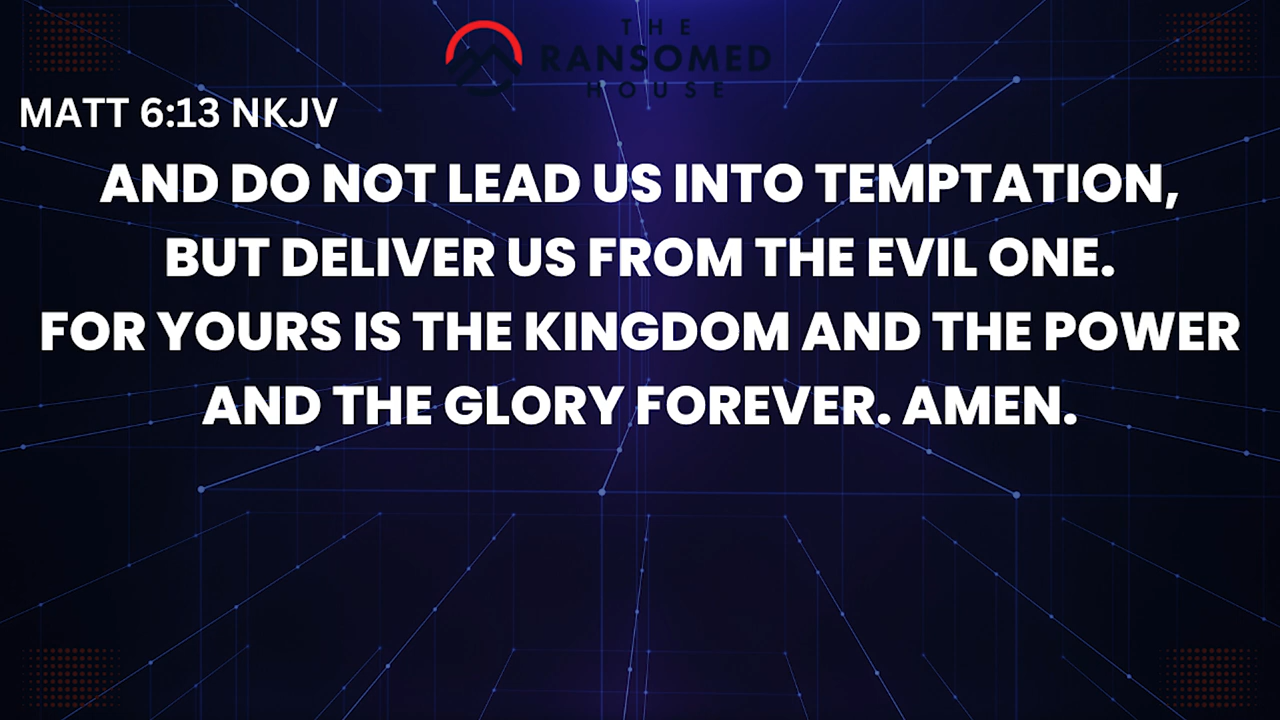 THE
RANSOMED
HOUSE
MATT 6:13 NKJV
AND DO NOT LEAD US INTO TEMPTATION,
BUT DELIVER US FROM THE EVIL ONE.
FOR YOURS IS THE KINGDOM AND THE POWER
AND THE GLORY FOREVER. AMEN.